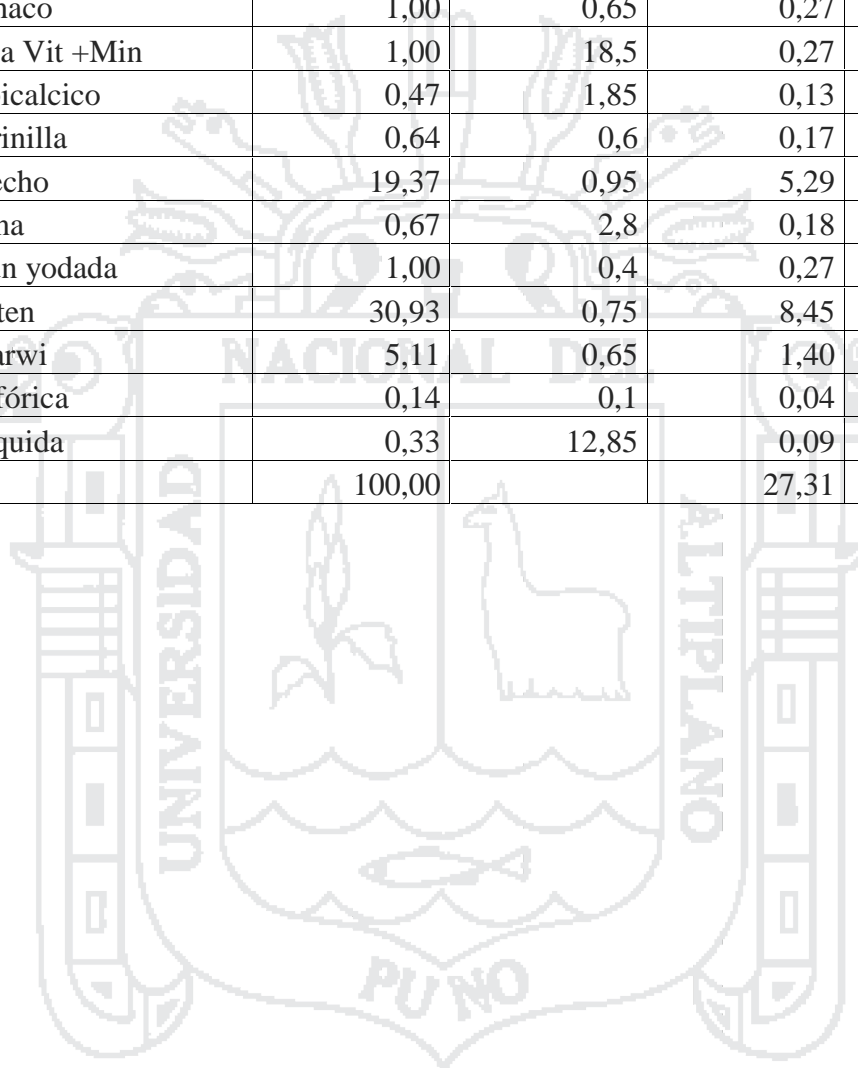 naco 1,00 0,65 0,27
a Vit +Min 1,00 18,5 0,27
icalcico 0,47 1,85 0,13
rinilla 0,64 0,6 0,17
echo 19,37 0,95 5,29
na 0,67 2,8 0,18
n yodada 1,00 0,4 0,27
ten 30,93 0,75 8,45
arwi 5,11 0,65 1,40
fórica 0,14 0,1 0,04
quida 0,33 12,85 0,09
100,00 27,31
NACIONAL DEL
UNIVERSIDAD
ALTIPLANO
PUNO